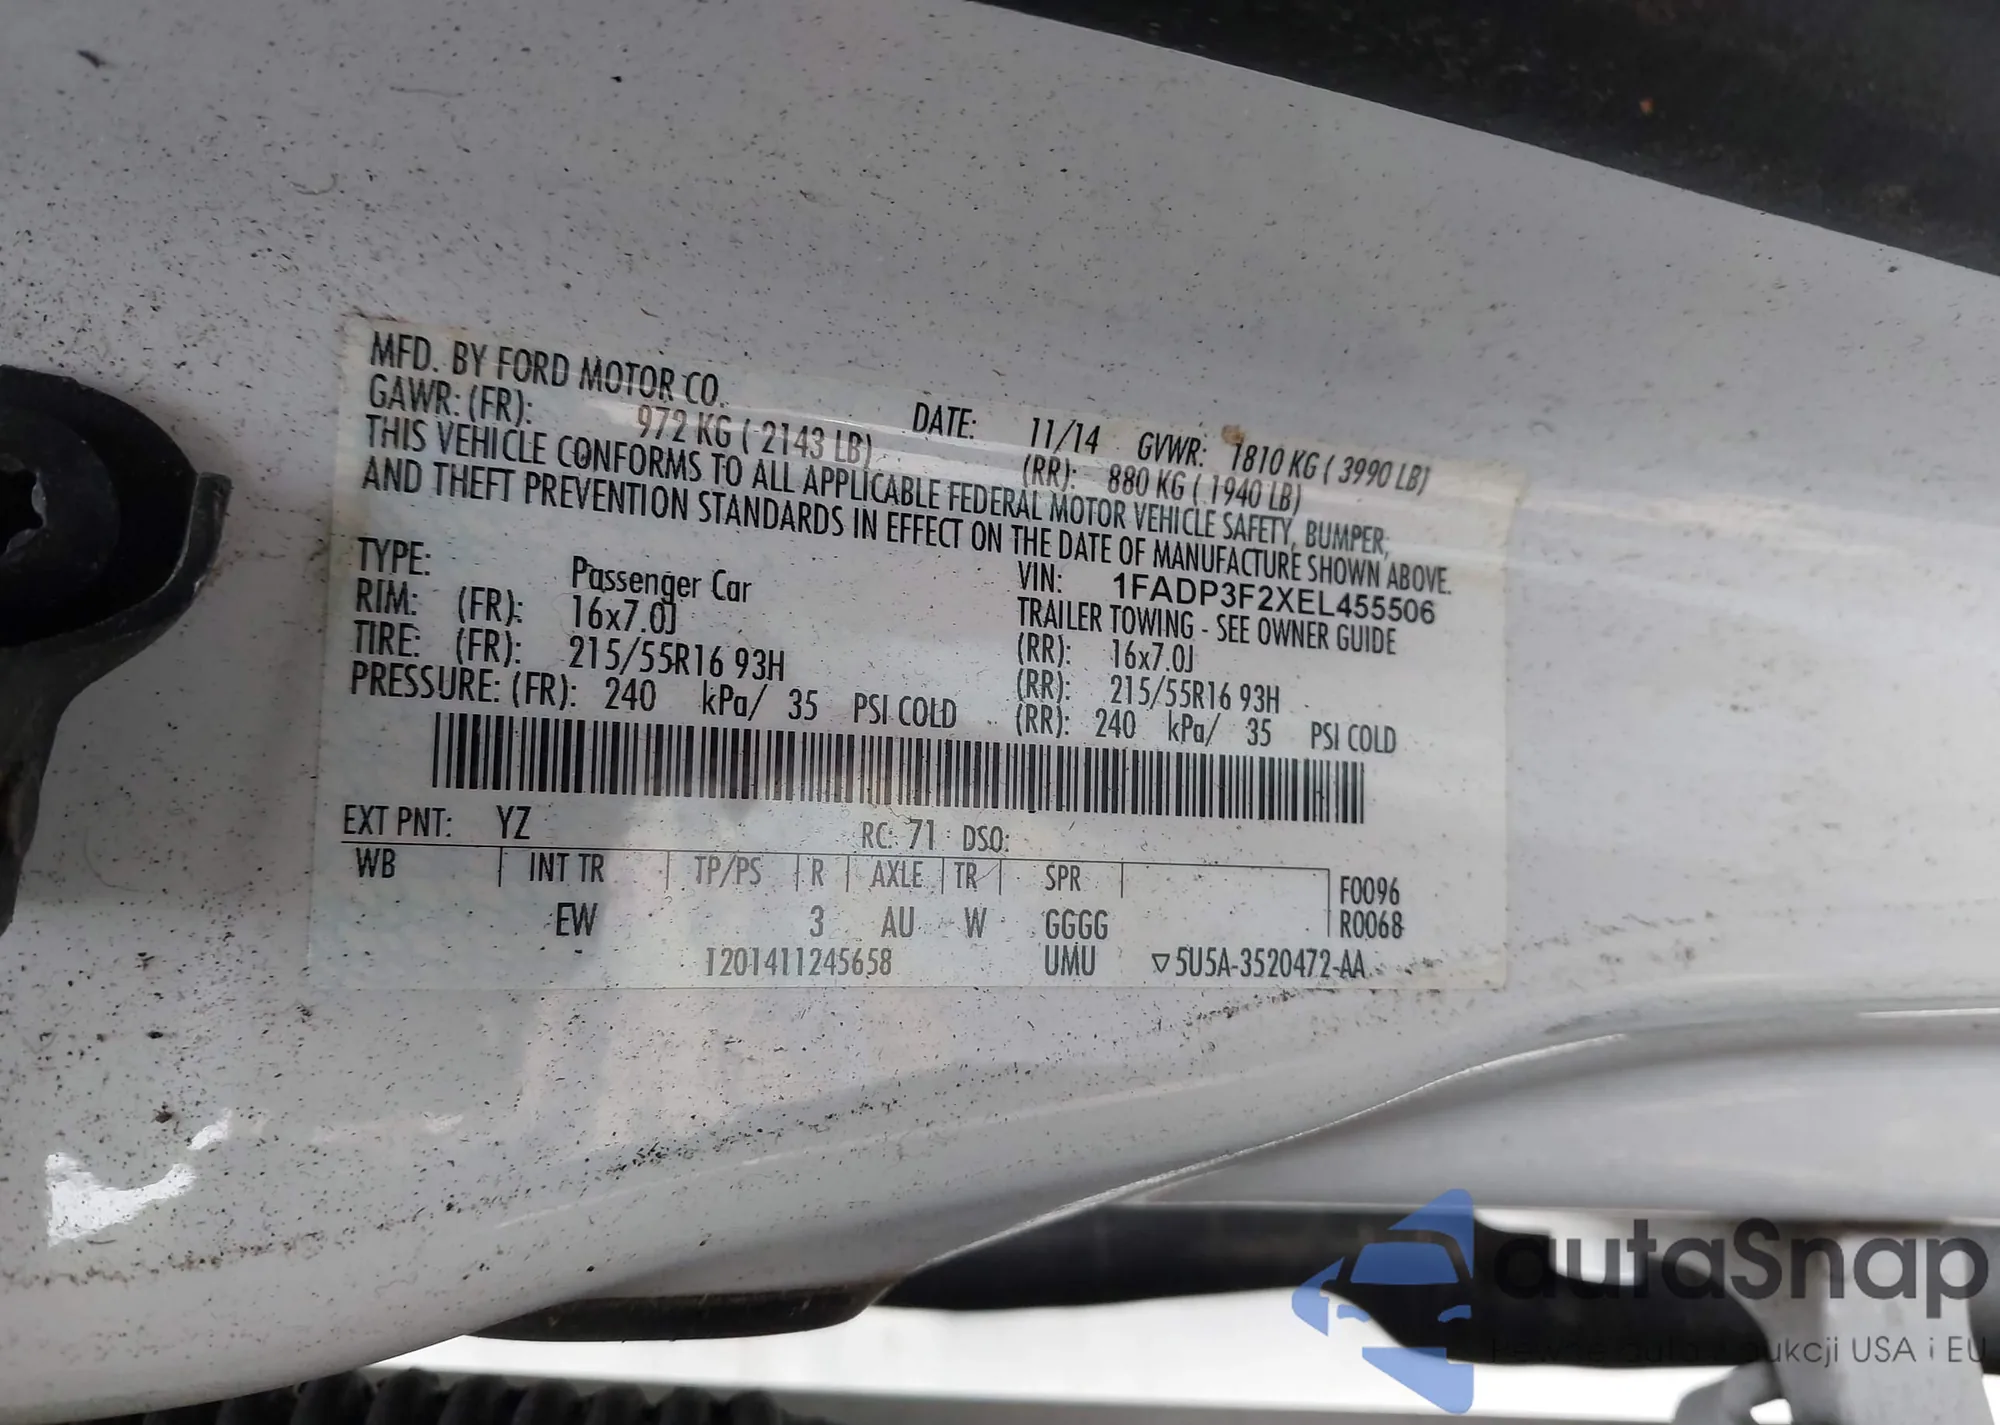 MFD. BY FORD MOTOR CO.
DATE: 11/14 GVWR: 1810 KG ( 3990 LB)
GAWR: (FR): 972 KG ( 2143 LB) (RR): 880 KG ( 1940 LB)
THIS VEHICLE CONFORMS TO ALL APPLICABLE FEDERAL MOTOR VEHICLE SAFETY, BUMPER,
AND THEFT PREVENTION STANDARDS IN EFFECT ON THE DATE OF MANUFACTURE SHOWN ABOVE.
VIN: 1FADP3F2XEL455506
TYPE: Passenger Car TRAILER TOWING - SEE OWNER GUIDE
RIM: (FR): 16x7.0J (RR): 16x7.0J
TIRE: (FR): 215/55R16 93H (RR): 215/55R16 93H
PRESSURE: (FR): 240 kPa/ 35 PSI COLD (RR): 240 kPa/ 35 PSI COLD
EXT PNT: YZ RC: 71 DSO:
WB INT TR TP/PS R AXLE TR SPR F0096
EW 3 AU W GGGG R0068
T201411245658 UMU ▽5U5A-3520472-AA
autaSnap
auto z aukcji USA i EU